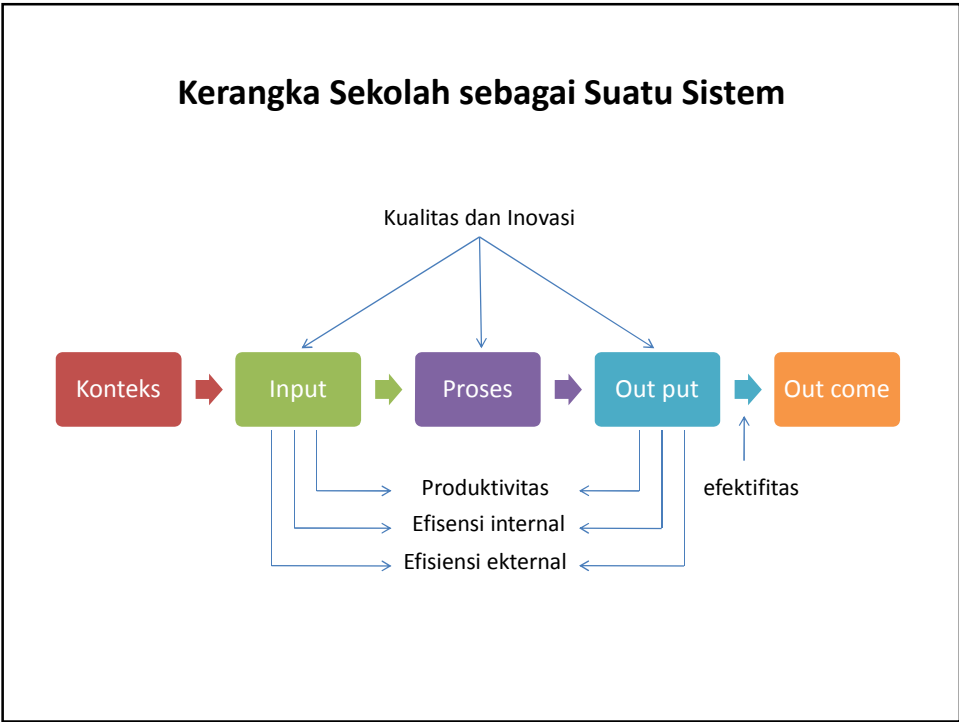 Kerangka Sekolah sebagai Suatu Sistem
Kualitas dan Inovasi
Konteks
Input
Proses
Out put
Out come
Produktivitas
efektifitas
Efisensi internal
Efisiensi ekternal